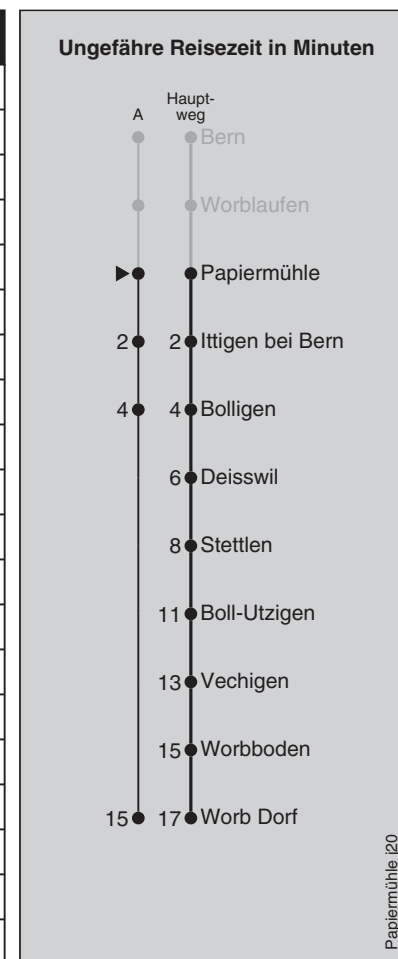 Ungefähre Reisezeit in Minuten
A Haupt-
weg
Bern
Worblaufen
Papiermühle
2 2 Ittigen bei Bern
4 4 Bolligen
6 Deisswil
8 Stettlen
11 Boll-Utzigen
13 Vechigen
15 Worbboden
15 17 Worb Dorf
Papiermühle i20